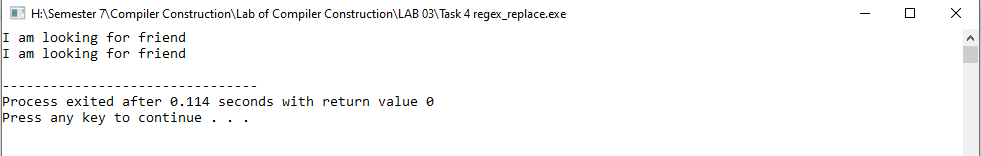 H:\Semester 7\Compiler Construction\Lab of Compiler Construction\LAB 03\Task 4 regex_replace.exe
I am looking for friend
I am looking for friend
--------------------------------
Process exited after 0.114 seconds with return value 0
Press any key to continue . . .